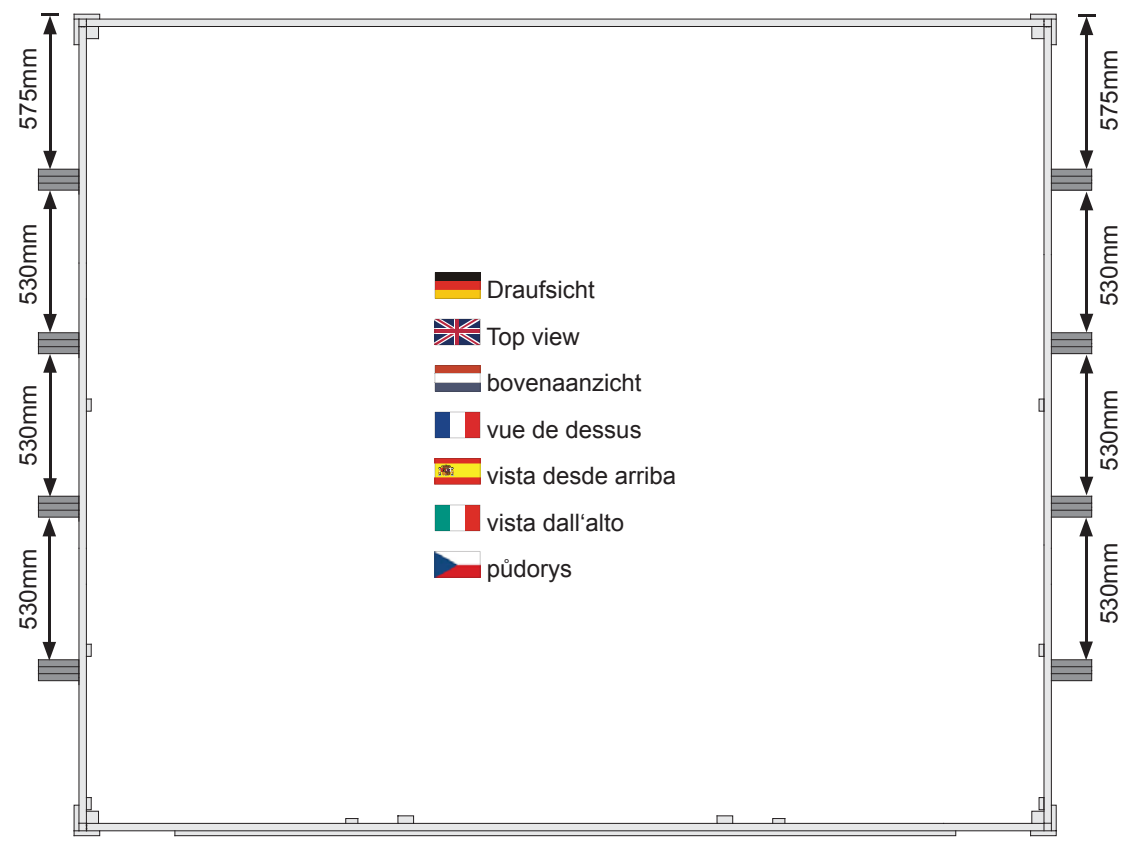 575mm
575mm
530mm
530mm
Draufsicht
Top view
bovenaanzicht
530mm
530mm
vue de dessus
vista desde arriba
vista dall‘alto
530mm
530mm
půdorys